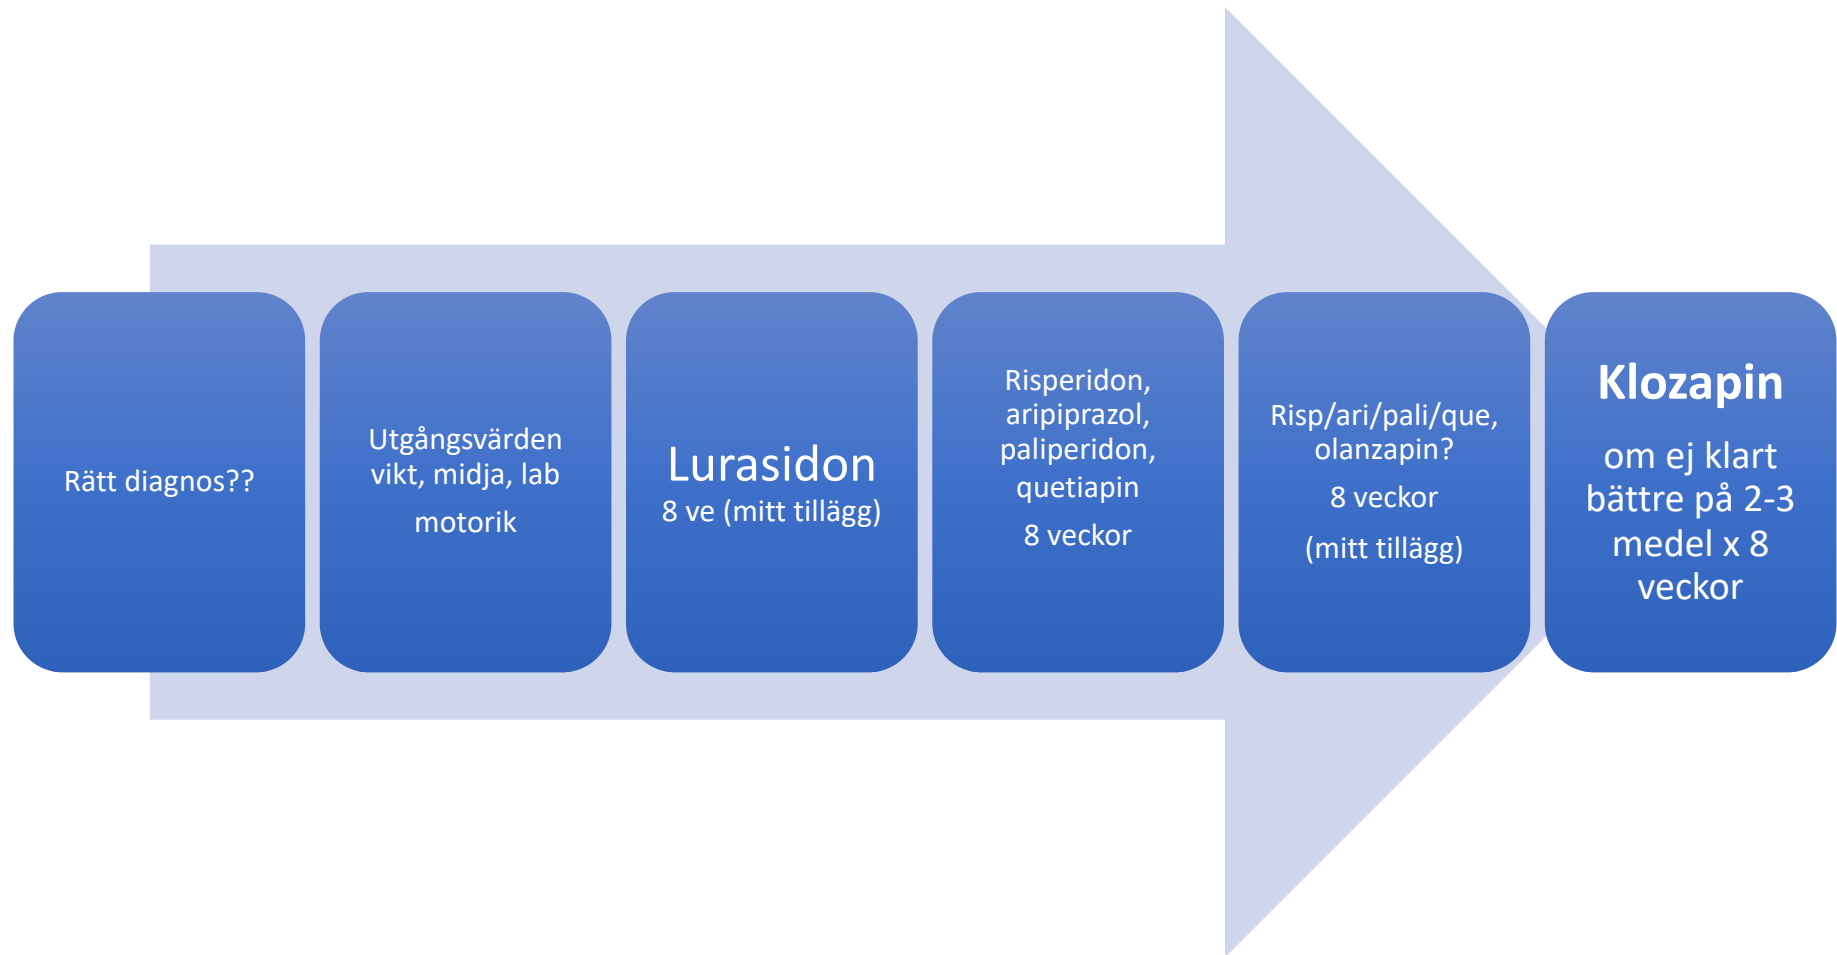 Rätt diagnos??
Utgångsvärden
vikt, midja, lab
motorik
Lurasidon
8 ve (mitt tillägg)
Risperidon,
aripiprazol,
paliperidon,
quetiapin
8 veckor
Risp/ari/pali/que,
olanzapin?
8 veckor
(mitt tillägg)
Klozapin
om ej klart
bättre på 2-3
medel x 8
veckor